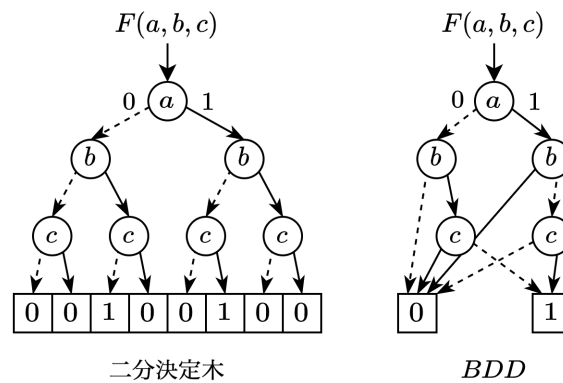 F(a, b, c) F(a, b, c)
0 a 1 0 a 1
b b b b
c c c c c c
0 0 1 0 0 1 0 0 0 1
二分決定木 BDD